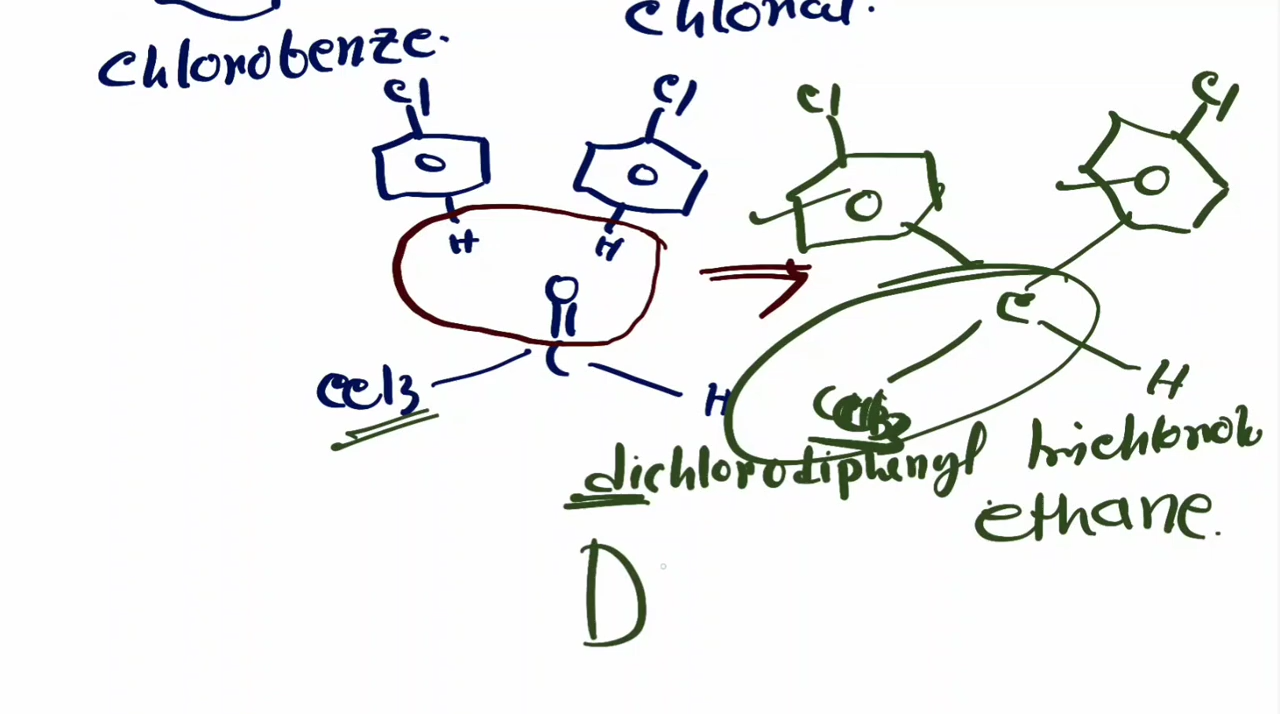 chloral.
chlorobenze.
Cl Cl Cl Cl
H H
O
C C
CCl3 H H
dichlorodiphenyl trichloro
ethane.
D